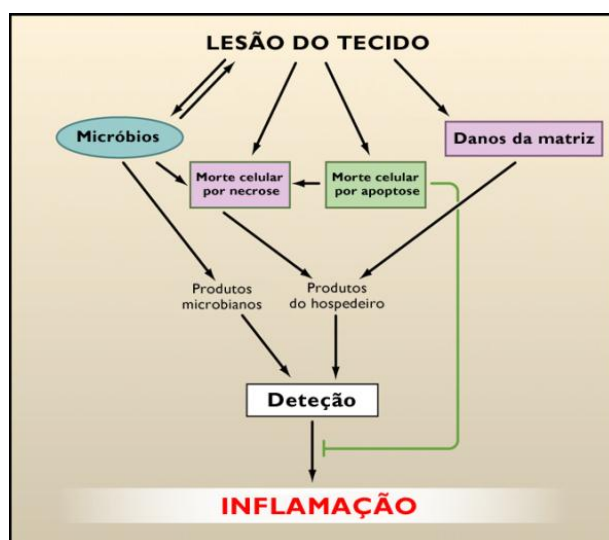 LESÃO DO TECIDO
Micróbios
Danos da matriz
Morte celular
por necrose
Morte celular
por apoptose
Produtos
microbianos
Produtos
do hospedeiro
Deteção
INFLAMAÇÃO